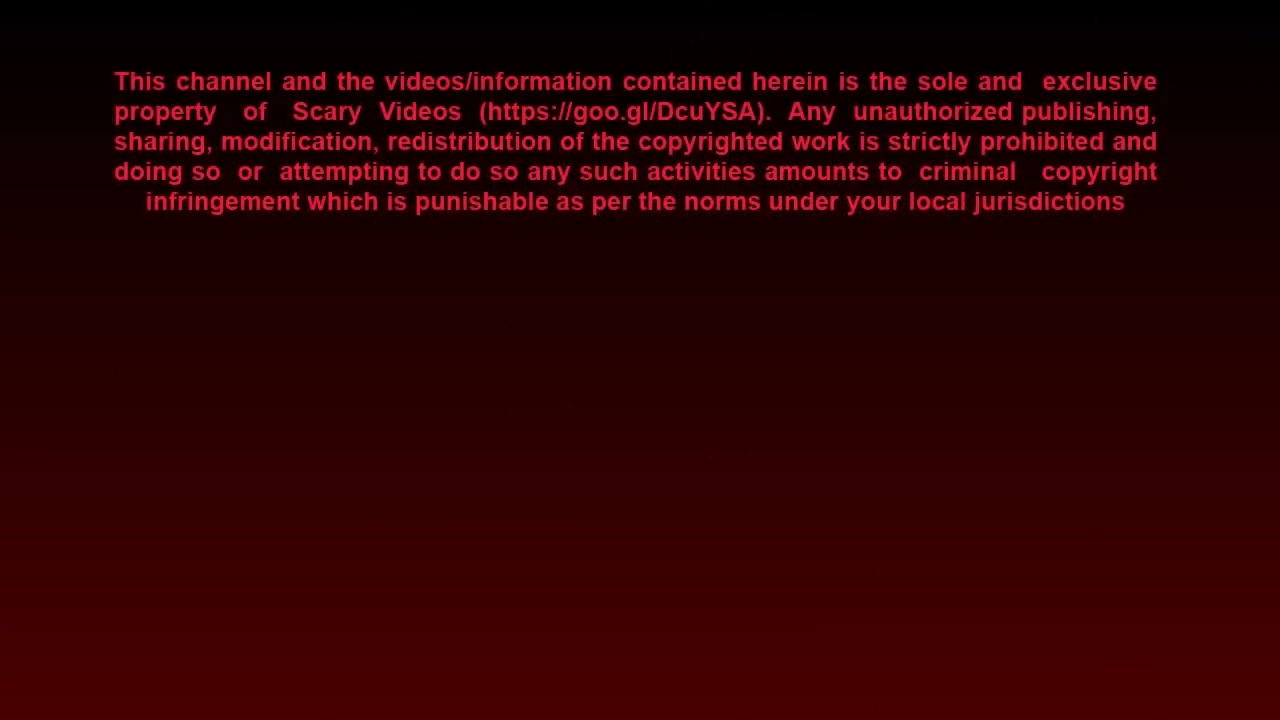 This channel and the videos/information contained herein is the sole and exclusive
property of Scary Videos (https://goo.gl/DcuYSA). Any unauthorized publishing,
sharing, modification, redistribution of the copyrighted work is strictly prohibited and
doing so or attempting to do so any such activities amounts to criminal copyright
infringement which is punishable as per the norms under your local jurisdictions